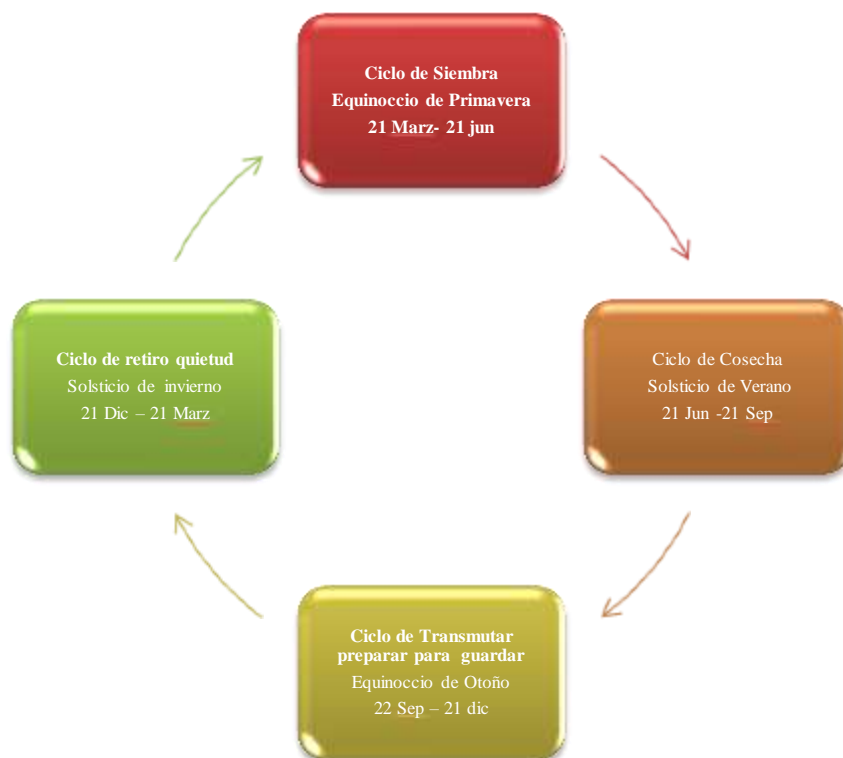 Ciclo de Siembra
Equinoccio de Primavera
21 Marz- 21 jun
Ciclo de Cosecha
Solsticio de Verano
21 Jun -21 Sep
Ciclo de Transmutar
preparar para guardar
Equinoccio de Otoño
22 Sep – 21 dic
Ciclo de retiro quietud
Solsticio de invierno
21 Dic – 21 Marz